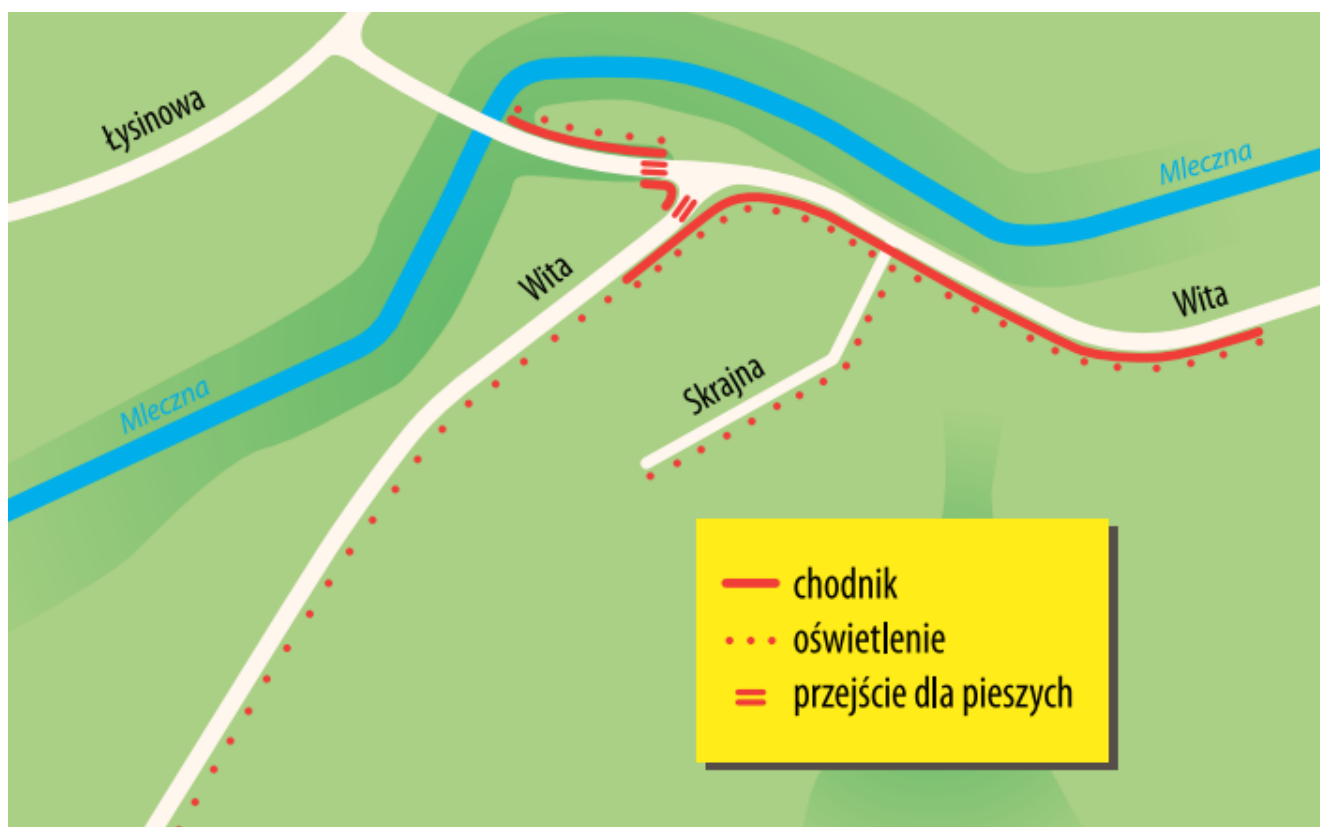 Łysinowa
Mleczna
Wita
Wita
Skrajna
Mleczna
chodnik
oświetlenie
przejście dla pieszych